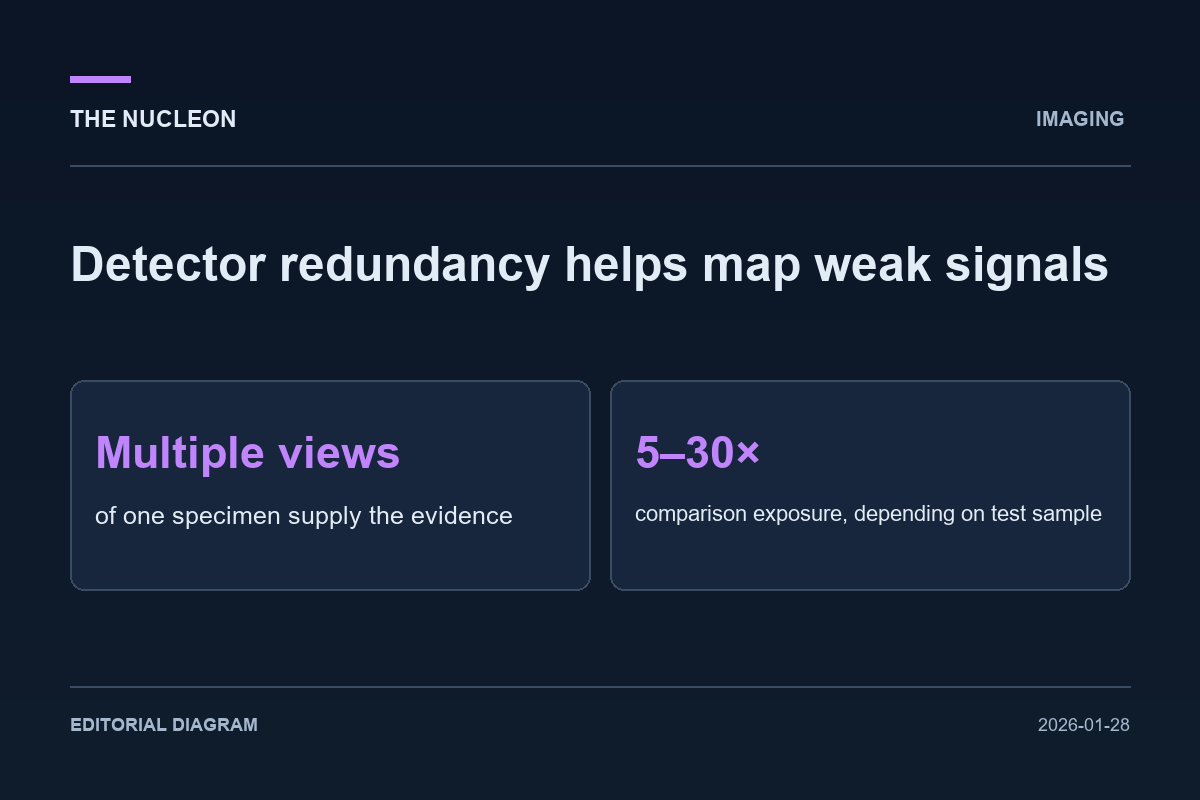 THE NUCLEON
IMAGING
Detector redundancy helps map weak signals
Multiple views
of one specimen supply the evidence
5–30×
comparison exposure, depending on test sample
EDITORIAL DIAGRAM
2026-01-28